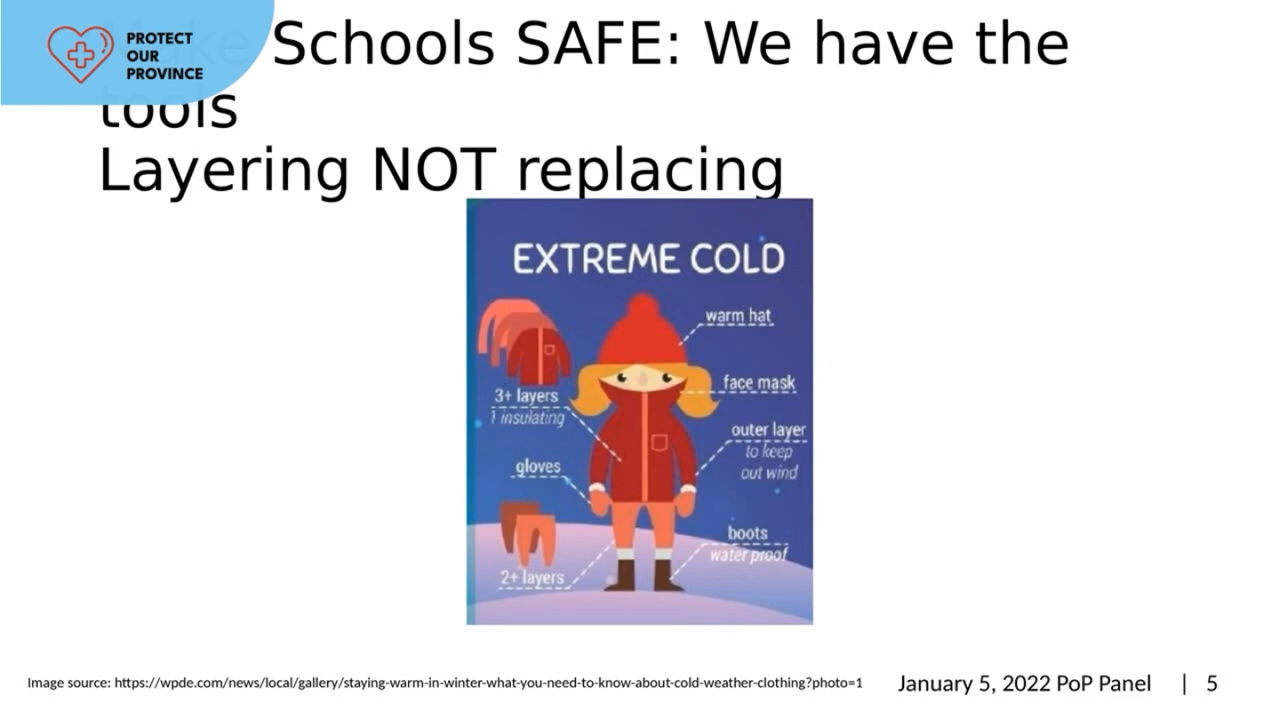 PROTECT
OUR
PROVINCE
Make Schools SAFE: We have the
tools
Layering NOT replacing
EXTREME COLD
warm hat
face mask
3+ layers
1 insulating
outer layer
to keep
out wind
gloves
boots
water proof
2+ layers
Image source: https://wpde.com/news/local/gallery/staying-warm-in-winter-what-you-need-to-know-about-cold-weather-clothing?photo=1
January 5, 2022 PoP Panel | 5